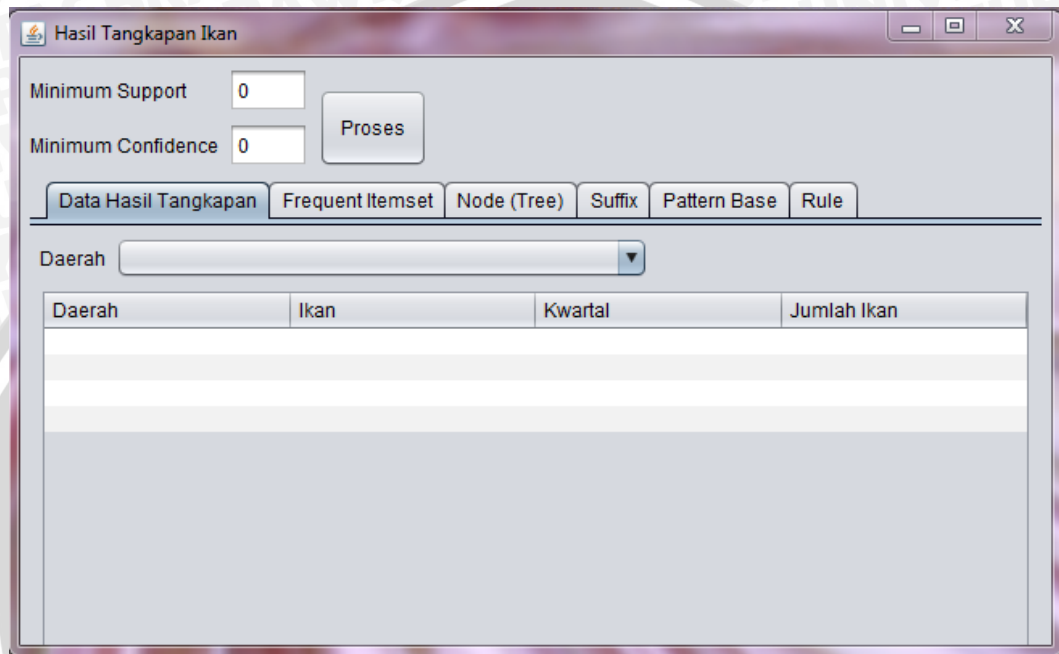 Hasil Tangkapan Ikan
Minimum Support 0
Proses
Minimum Confidence 0
Data Hasil Tangkapan Frequent Itemset Node (Tree) Suffix Pattern Base Rule
Daerah
Daerah Ikan Kwartal Jumlah Ikan